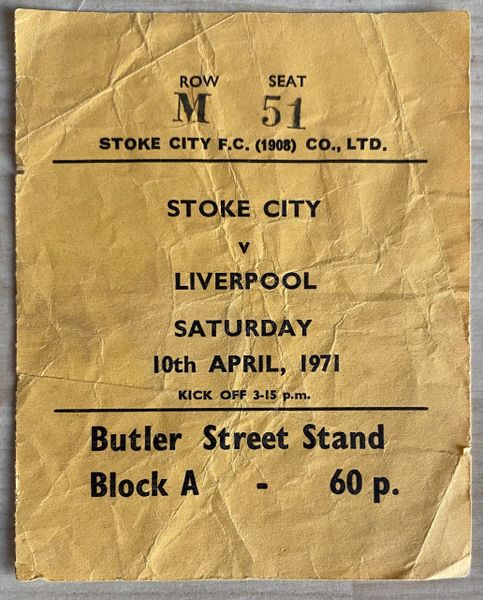 ROW SEAT
M 51
STOKE CITY F.C. (1908) CO., LTD.
STOKE CITY
v
LIVERPOOL
SATURDAY
10th APRIL, 1971
KICK OFF 3-15 p.m.
Butler Street Stand
Block A - 60 p.